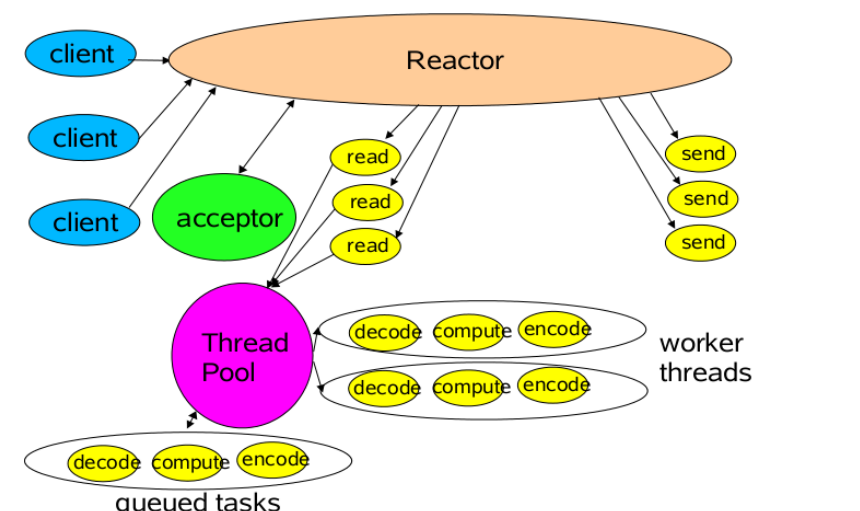 client
Reactor
client
client
acceptor
read
read
read
send
send
send
Thread
Pool
decode compute encode
decode compute encode
worker
threads
decode compute encode
queued tasks